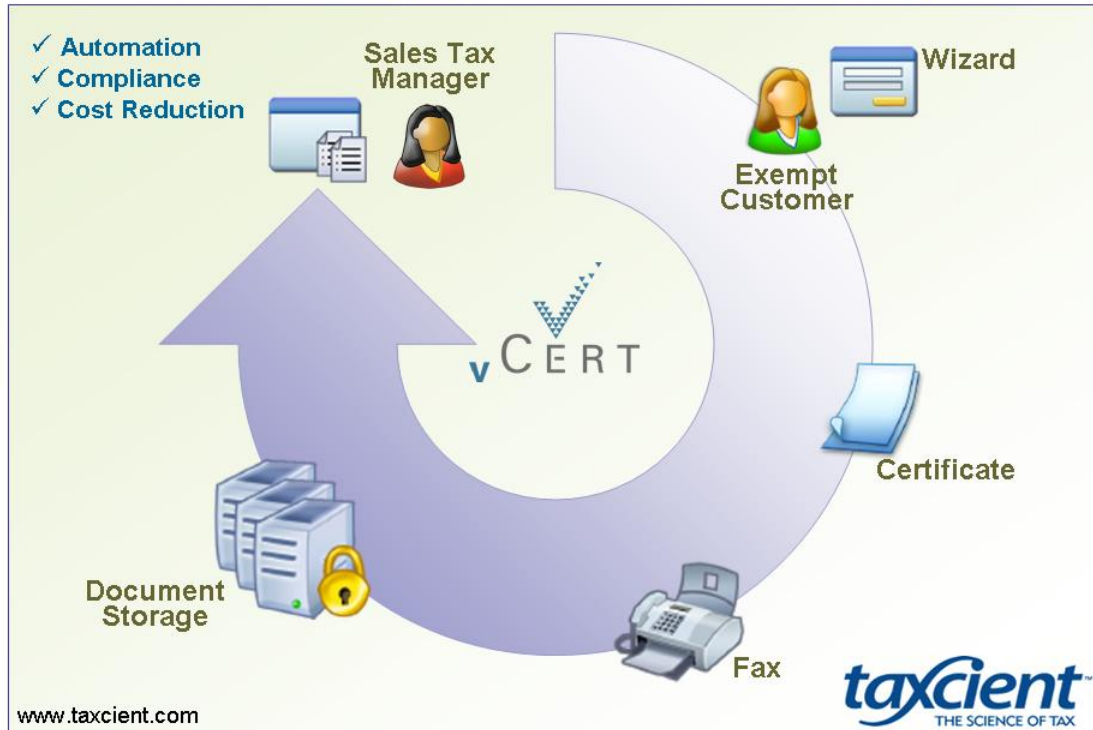 ✓ Automation
✓ Compliance
✓ Cost Reduction
Sales Tax
Manager
Wizard
Exempt
Customer
vCERT
Certificate
Document
Storage
Fax
taxcient™
THE SCIENCE OF TAX
www.taxcient.com